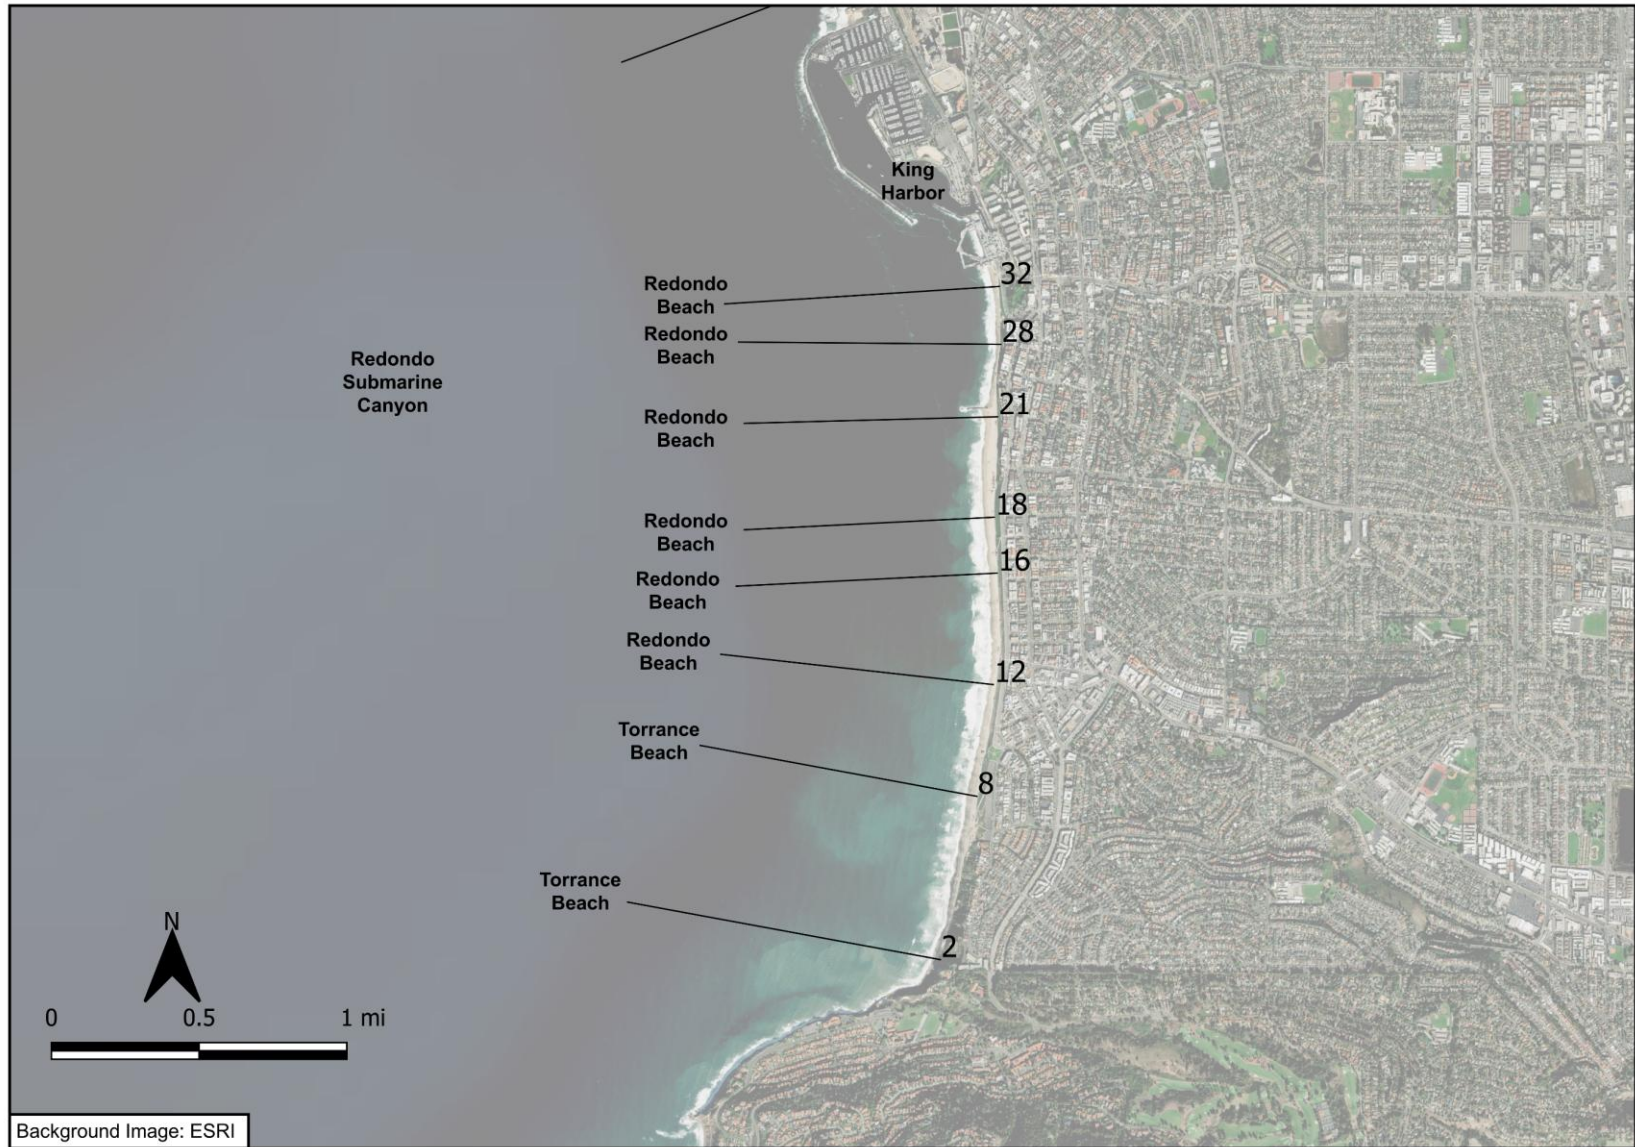 King
Harbor
32
Redondo
Beach
28
Redondo
Beach
Redondo
Submarine
Canyon
21
Redondo
Beach
18
Redondo
Beach
16
Redondo
Beach
12
Redondo
Beach
Torrance
Beach
8
Torrance
Beach
2
N
0 0.5 1 mi
Background Image: ESRI